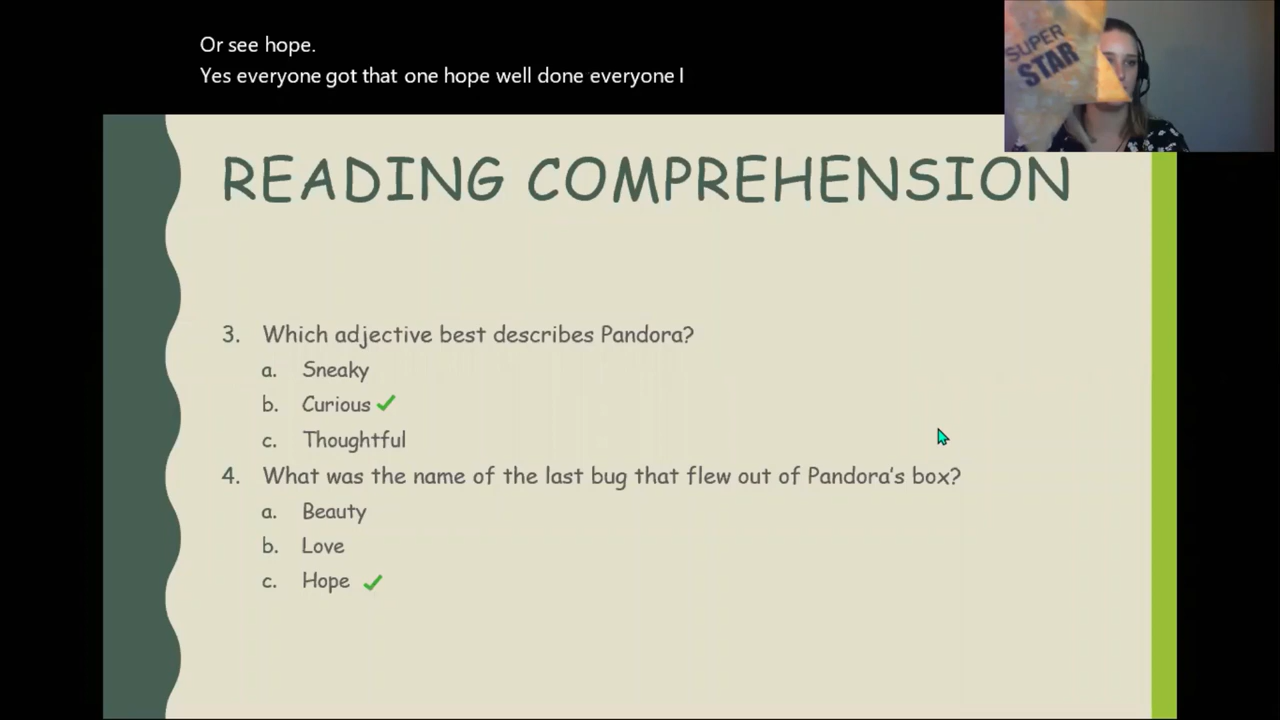 Or see hope.
Yes everyone got that one hope well done everyone I
SUPER
STAR
READING COMPREHENSION
3. Which adjective best describes Pandora?
a. Sneaky
b. Curious
c. Thoughtful
4. What was the name of the last bug that flew out of Pandora's box?
a. Beauty
b. Love
c. Hope